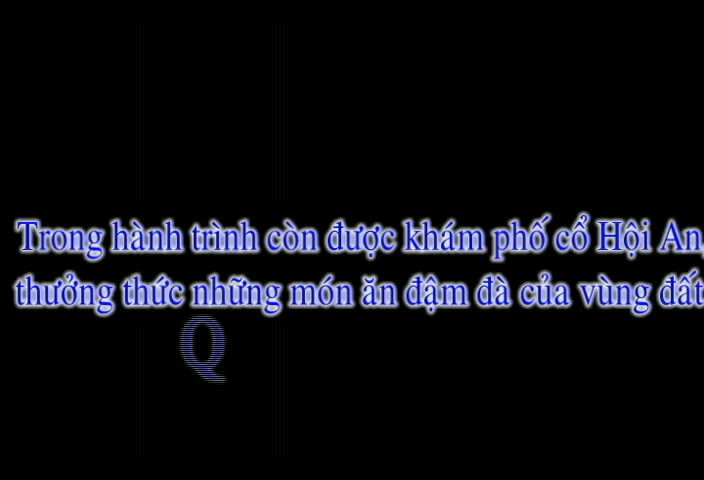 Trong hành trình còn được khám phố cổ Hội An,
thưởng thức những món ăn đậm đà của vùng đất
Q